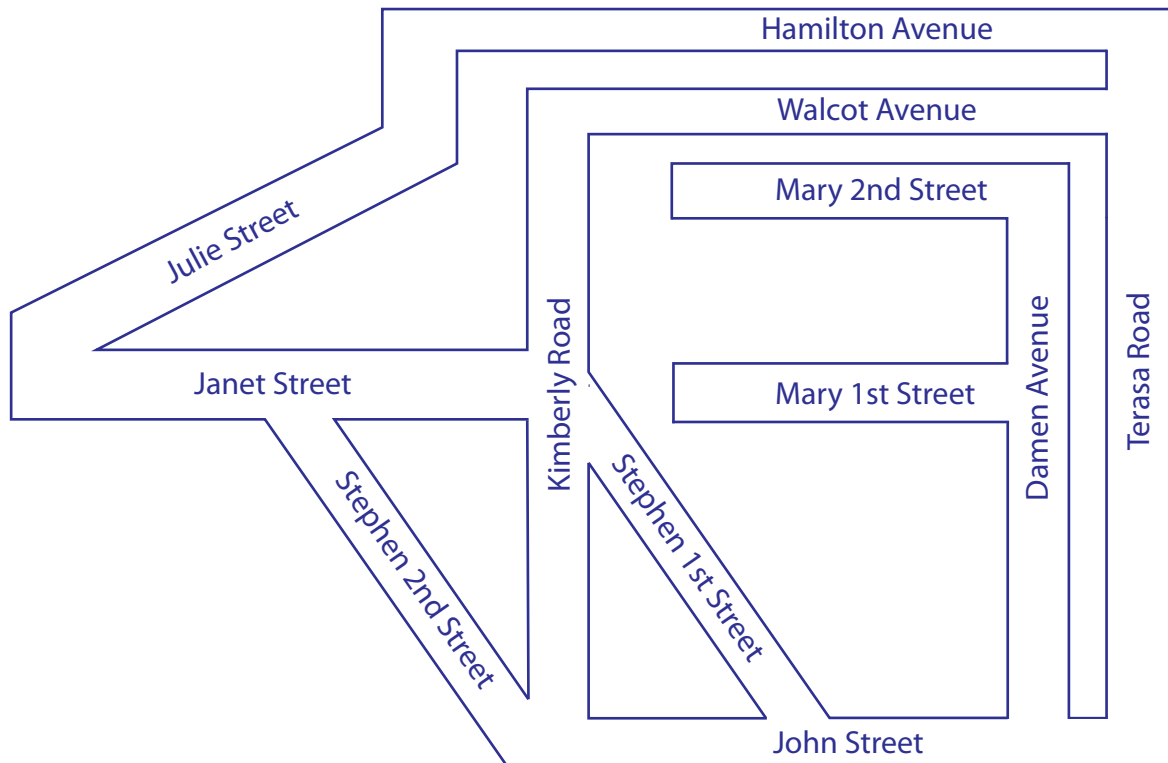 Hamilton Avenue
Walcot Avenue
Mary 2nd Street
Julie Street
Kimberly Road
Damen Avenue
Terasa Road
Janet Street
Mary 1st Street
Stephen 2nd Street
Stephen 1st Street
John Street